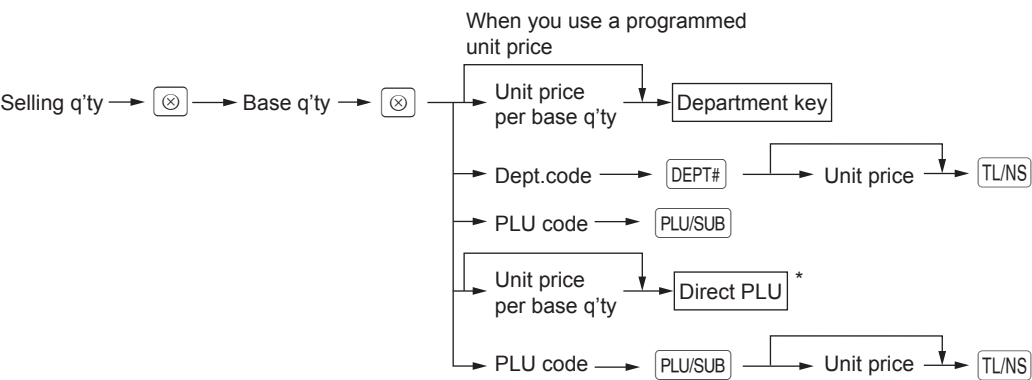 When you use a programmed
unit price
Selling q'ty ⊗ Base q'ty ⊗ Unit price
per base q'ty Department key
Dept.code DEPT# Unit price TL/NS
PLU code PLU/SUB
Unit price
per base q'ty Direct PLU *
PLU code PLU/SUB Unit price TL/NS